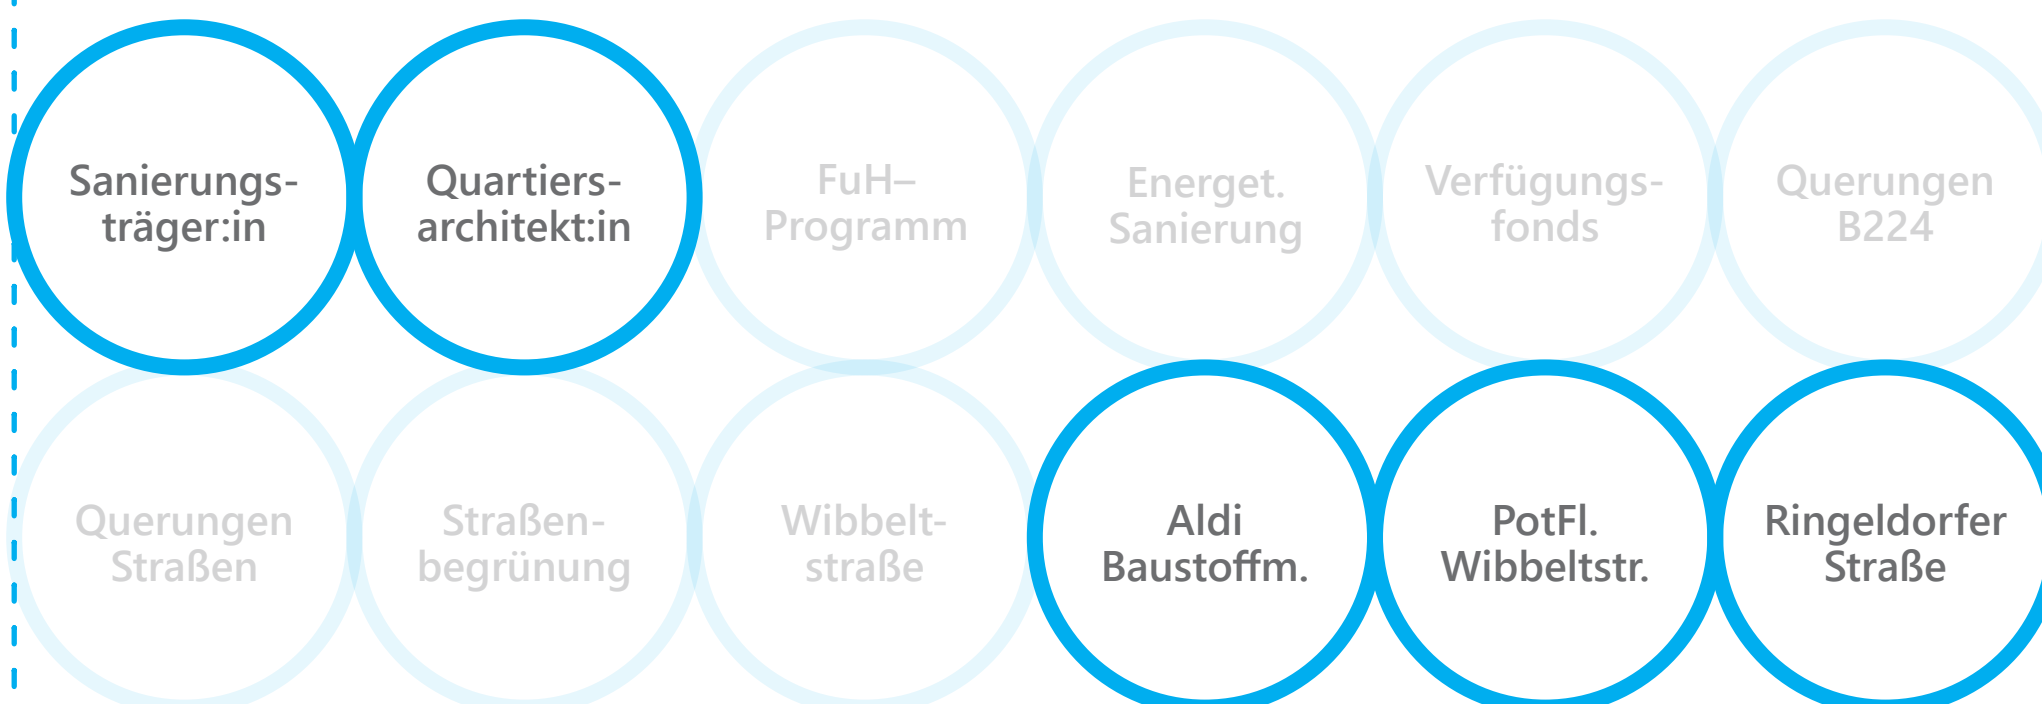 Sanierungs-
träger:in
Quartiers-
architekt:in
FuH–
Programm
Energet.
Sanierung
Verfügungs-
fonds
Querungen
B224
Querungen
Straßen
Straßen-
begrünung
Wibbelt-
straße
Aldi
Baustoffm.
PotFl.
Wibbeltstr.
Ringeldorfer
Straße